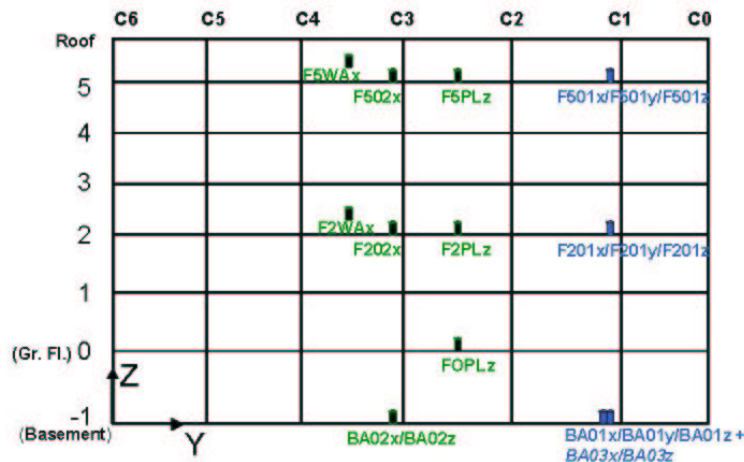 C6 C5 C4 C3 C2 C1 C0
Roof
F5WAx
5
F502x F5PLz F501x/F501y/F501z
4
3
F2WAx
2
F202x F2PLz F201x/F201y/F201z
1
(Gr. Fl.) 0
FOPLz
Z
-1
(Basement) Y BA02x/BA02z BA01x/BA01y/BA01z +
BA03x/BA03z